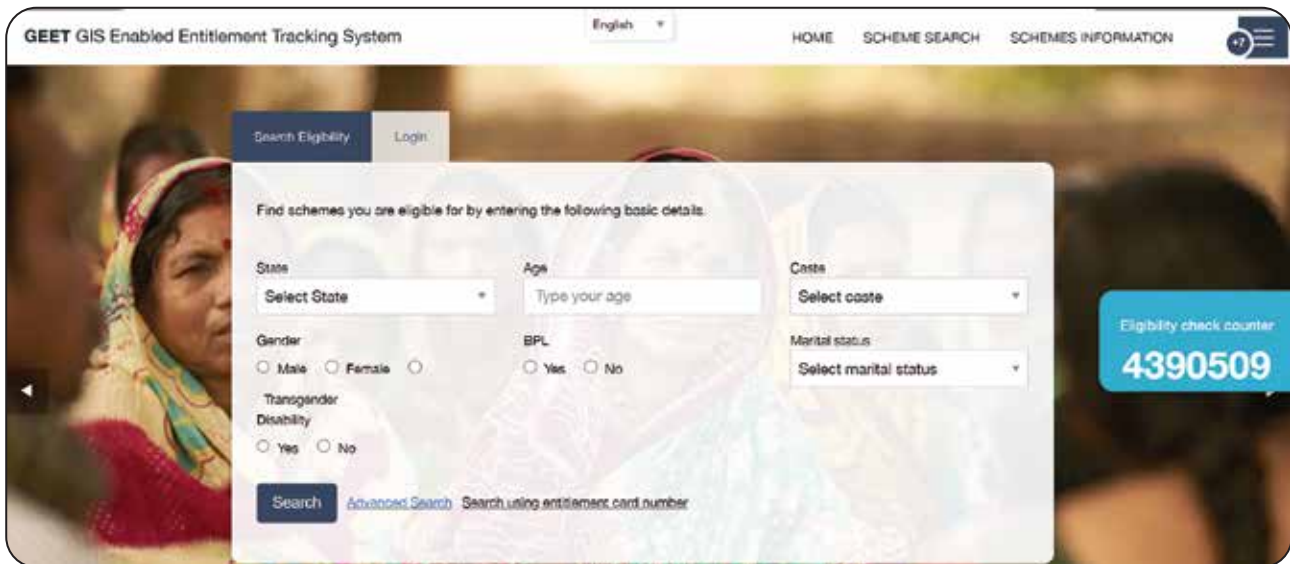 English
GEET GIS Enabled Entitlement Tracking System
HOME SCHEME SEARCH SCHEMES INFORMATION
+7
Search Eligibility Login
Find schemes you are eligible for by entering the following basic details.
State Age Caste
Select State Type your age Select caste
Gender BPL Marital status
Male Female Yes No Select marital status
Transgender
Disability
Yes No
Search Advanced Search Search using entitlement card number
Eligibility check counter
4390509